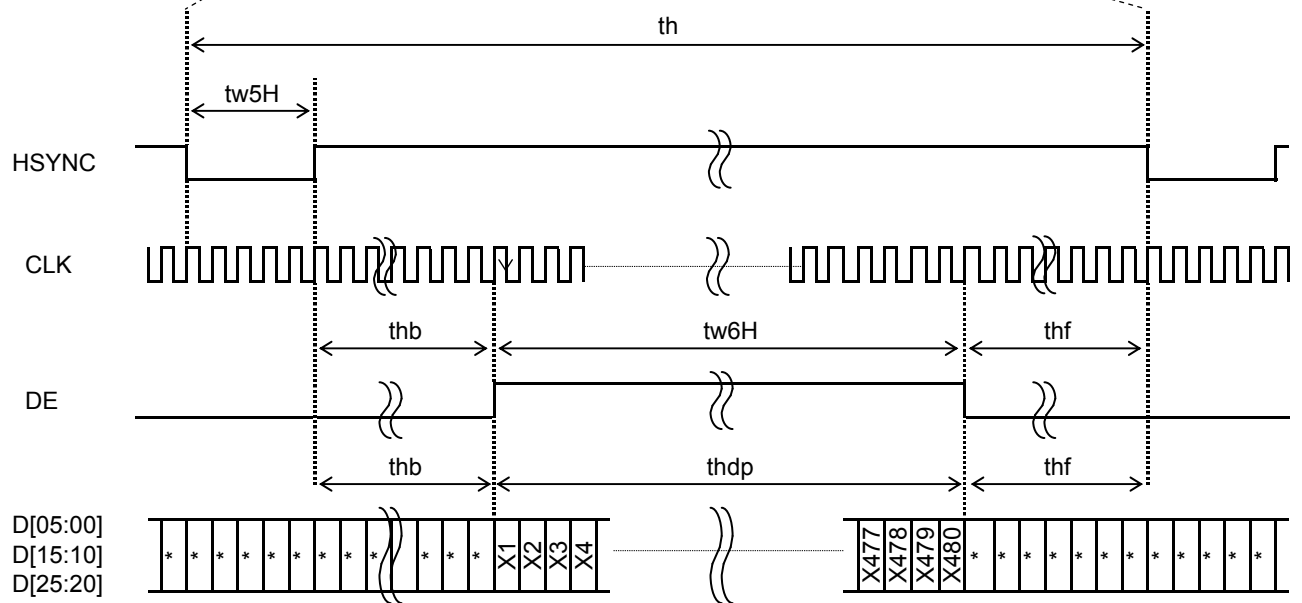 th
tw5H
HSYNC
CLK
thb tw6H thf
DE
thb thdp thf
D[05:00]
D[15:10]
D[25:20]
* * * * * * * * * * * * X1 X2 X3 X4 X477 X478 X479 X480 * * * * * * * * * * * *